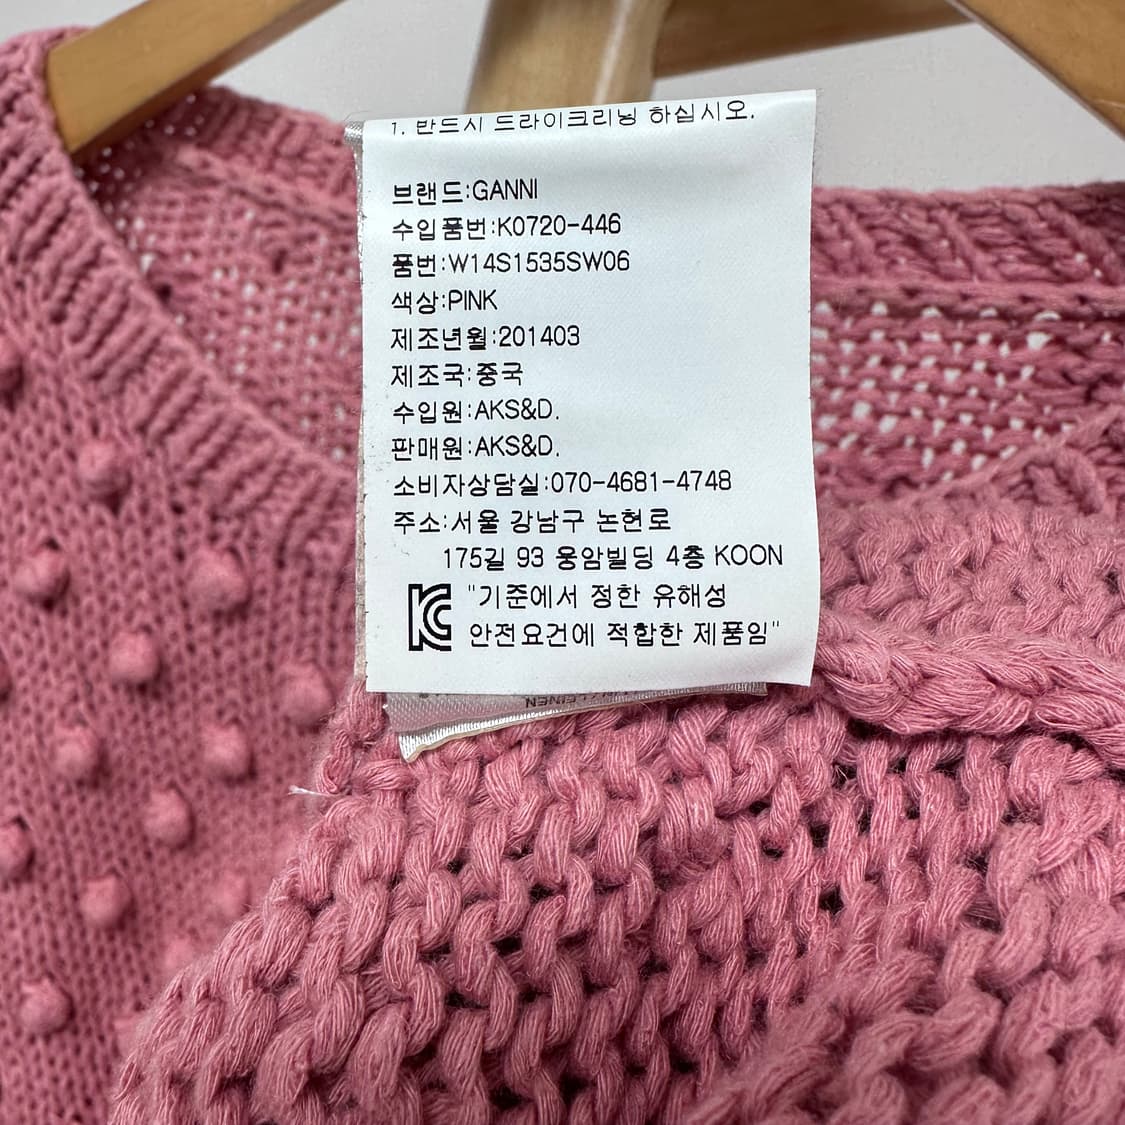 1. 반드시 드라이크리닝 하십시오.
브랜드:GANNI
수입품번:K0720-446
품번:W14S1535SW06
색상:PINK
제조년월:201403
제조국:중국
수입원:AKS&D.
판매원:AKS&D.
소비자상담실:070-4681-4748
주소:서울 강남구 논현로
175길 93 웅암빌딩 4층 KOON
"기준에서 정한 유해성
안전요건에 적합한 제품임"
LEINEN